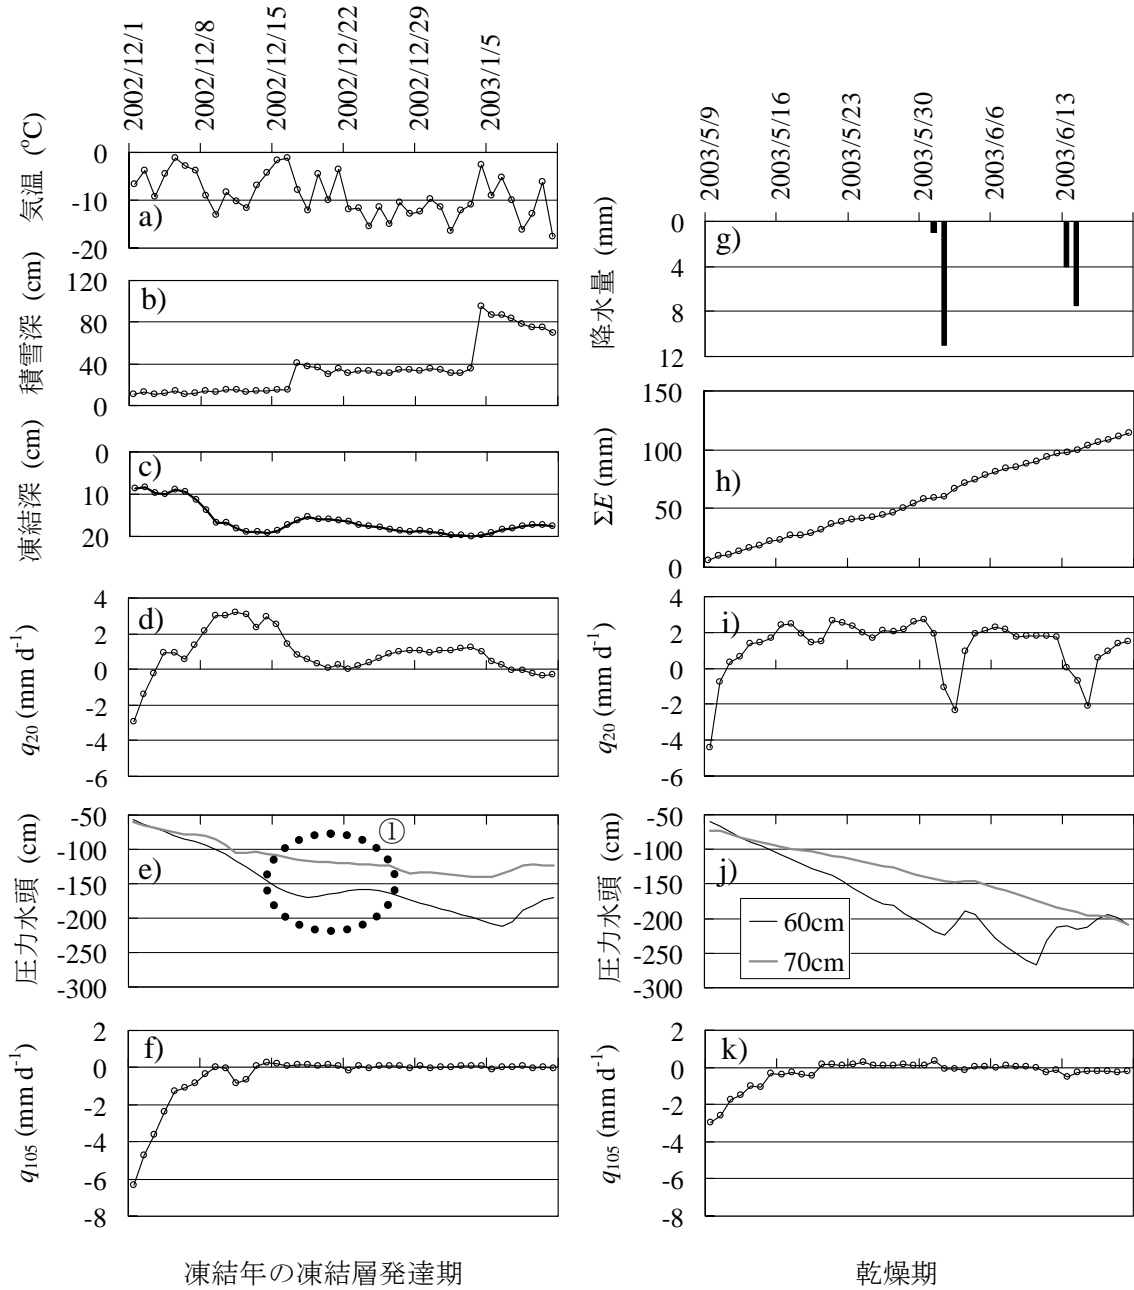 2002/12/1
2002/12/8
2002/12/15
2002/12/22
2002/12/29
2003/1/5
気温 (°C)
0
-10
-20
a)
積雪深 (cm)
120
80
40
0
b)
凍結深 (cm)
0
10
20
c)
q20 (mm d-1)
4
2
0
-2
-4
-6
d)
圧力水頭 (cm)
-50
-100
-150
-200
-250
-300
e)
①
q105 (mm d-1)
2
0
-2
-4
-6
-8
f)
凍結年の凍結層発達期
2003/5/9
2003/5/16
2003/5/23
2003/5/30
2003/6/6
2003/6/13
降水量 (mm)
0
4
8
12
g)
ΣE (mm)
150
100
50
0
h)
q20 (mm d-1)
4
2
0
-2
-4
-6
i)
圧力水頭 (cm)
-50
-100
-150
-200
-250
-300
j)
60cm
70cm
q105 (mm d-1)
2
0
-2
-4
-6
-8
k)
乾燥期